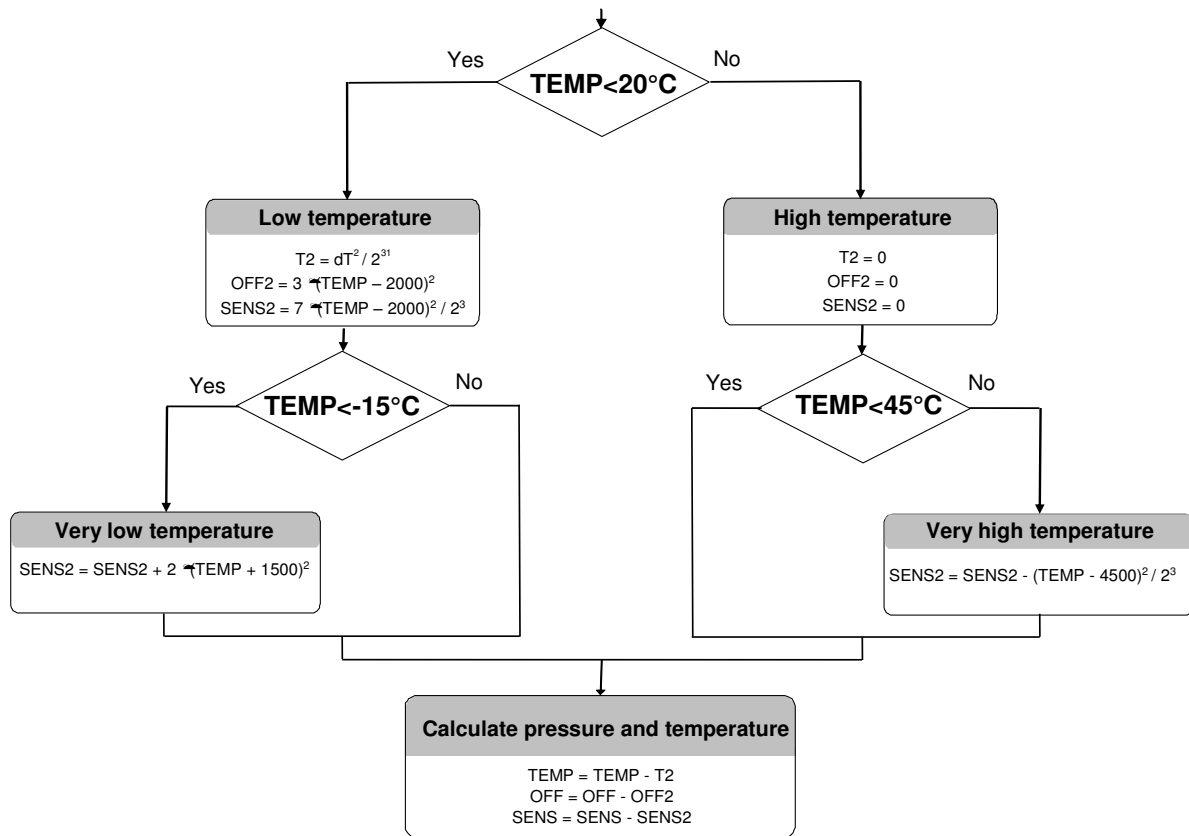 Yes
No
TEMP<20°C
Low temperature
T2 = dT² / 2³¹
OFF2 = 3 (TEMP – 2000)²
SENS2 = 7 (TEMP – 2000)² / 2³
High temperature
T2 = 0
OFF2 = 0
SENS2 = 0
Yes
No
TEMP<-15°C
Yes
No
TEMP<45°C
Very low temperature
SENS2 = SENS2 + 2 (TEMP + 1500)²
Very high temperature
SENS2 = SENS2 - (TEMP - 4500)² / 2³
Calculate pressure and temperature
TEMP = TEMP - T2
OFF = OFF - OFF2
SENS = SENS - SENS2